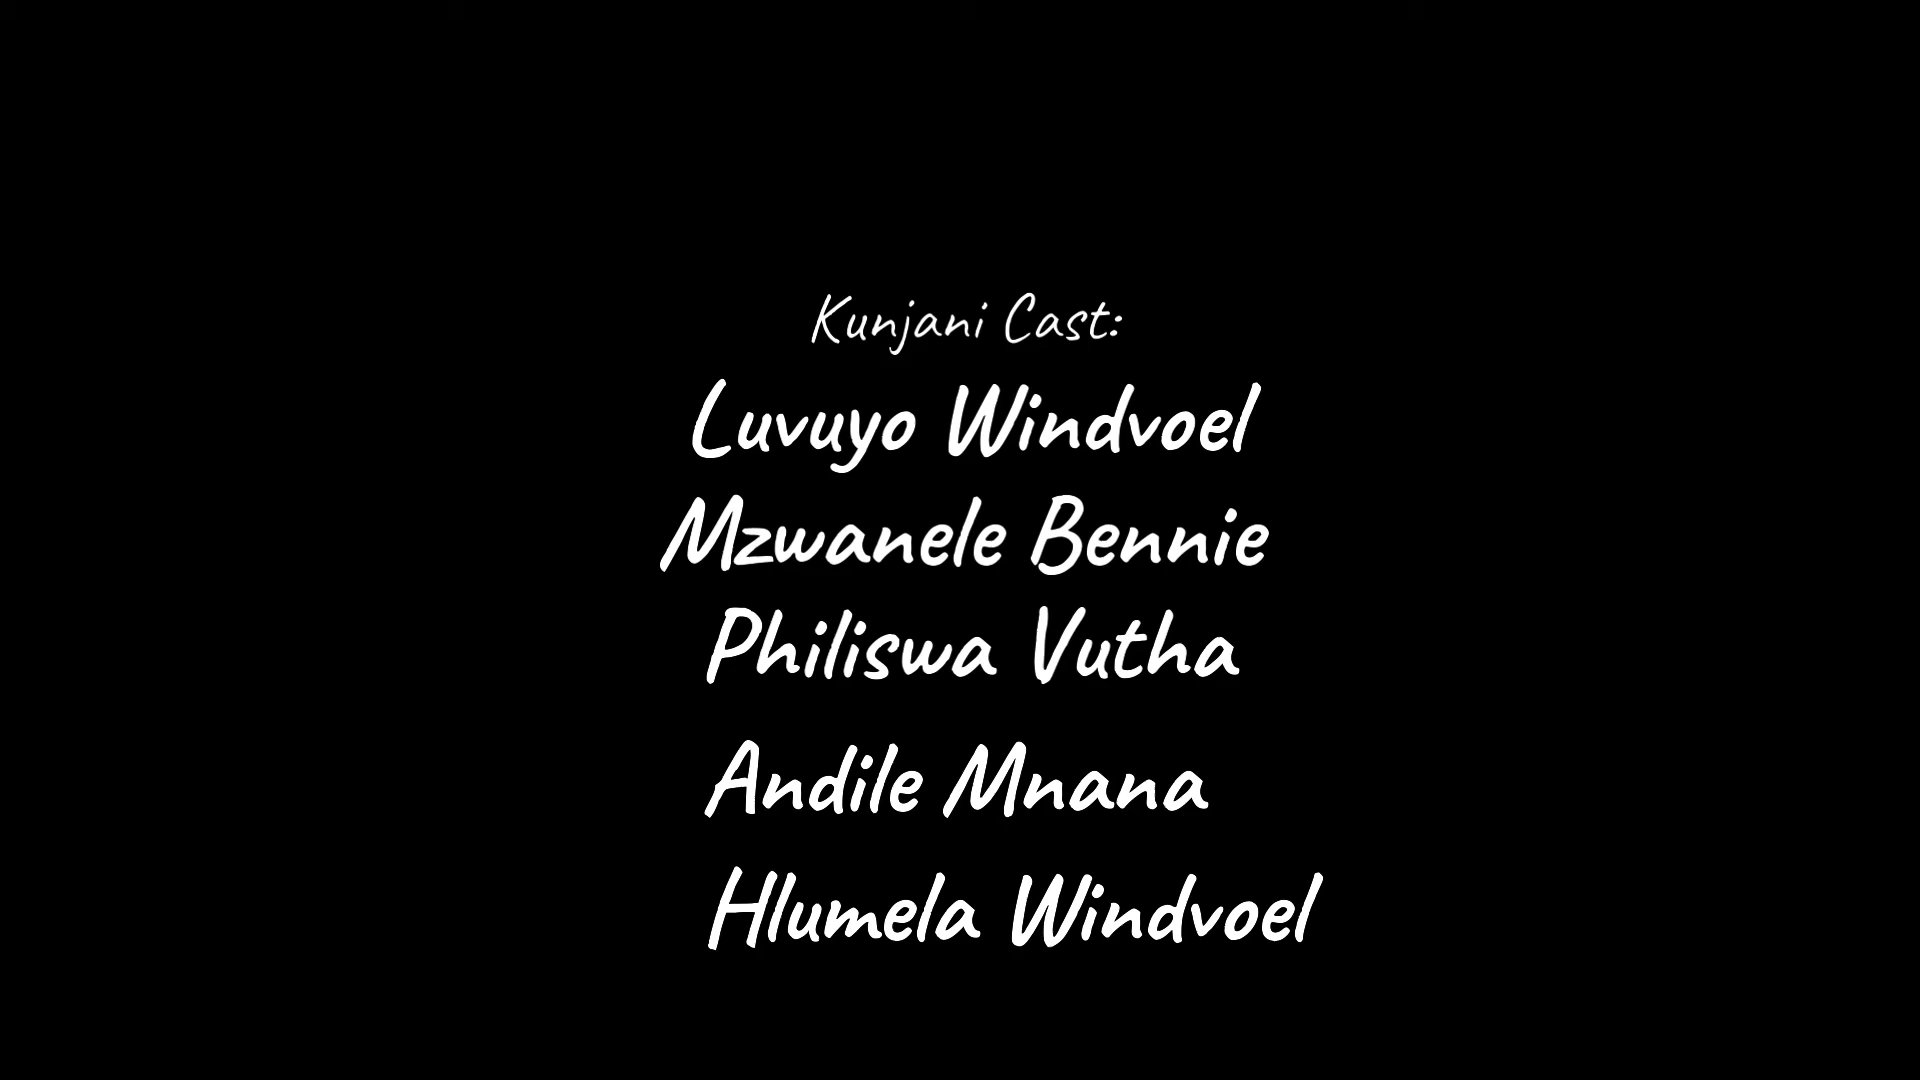 Kunjani Cast:
Luvuyo Windvoel
Mzwanele Bennie
Philiswa Vutha
Andile Mnana
Hlumela Windvoel